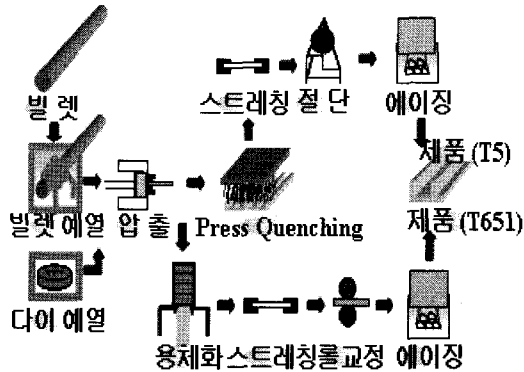 빌 렛
스트레칭 절 단 에이징
제품 (T5)
빌렛 예열 압 출
Press Quenching
제품 (T651)
다이 예열
용체화 스트레칭 롤교정 에이징